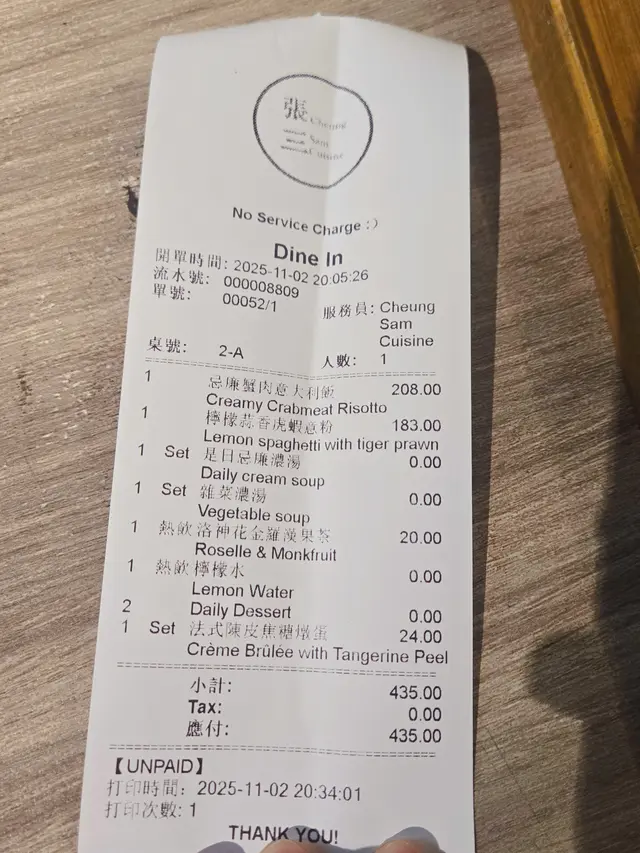 張三
Cheung
Sam
Cuisine
No Service Charge :)
Dine In
開單時間: 2025-11-02 20:05:26
流水號: 000008809
單號: 00052/1
服務員: Cheung
Sam
Cuisine
桌號: 2-A 人數: 1
1 忌廉蟹肉意大利飯 208.00
Creamy Crabmeat Risotto
1 檸檬蒜香虎蝦意粉 183.00
Lemon spaghetti with tiger prawn
1 Set 是日忌廉濃湯 0.00
Daily cream soup
1 Set 雜菜濃湯 0.00
Vegetable soup
1 熱飲洛神花金羅漢果茶 20.00
Roselle & Monkfruit
1 熱飲檸檬水 0.00
Lemon Water
2 Daily Dessert 0.00
1 Set 法式陳皮焦糖燉蛋 24.00
Crème Brûlée with Tangerine Peel
小計: 435.00
Tax: 0.00
應付: 435.00
【UNPAID】
打印時間: 2025-11-02 20:34:01
打印次數: 1
THANK YOU!